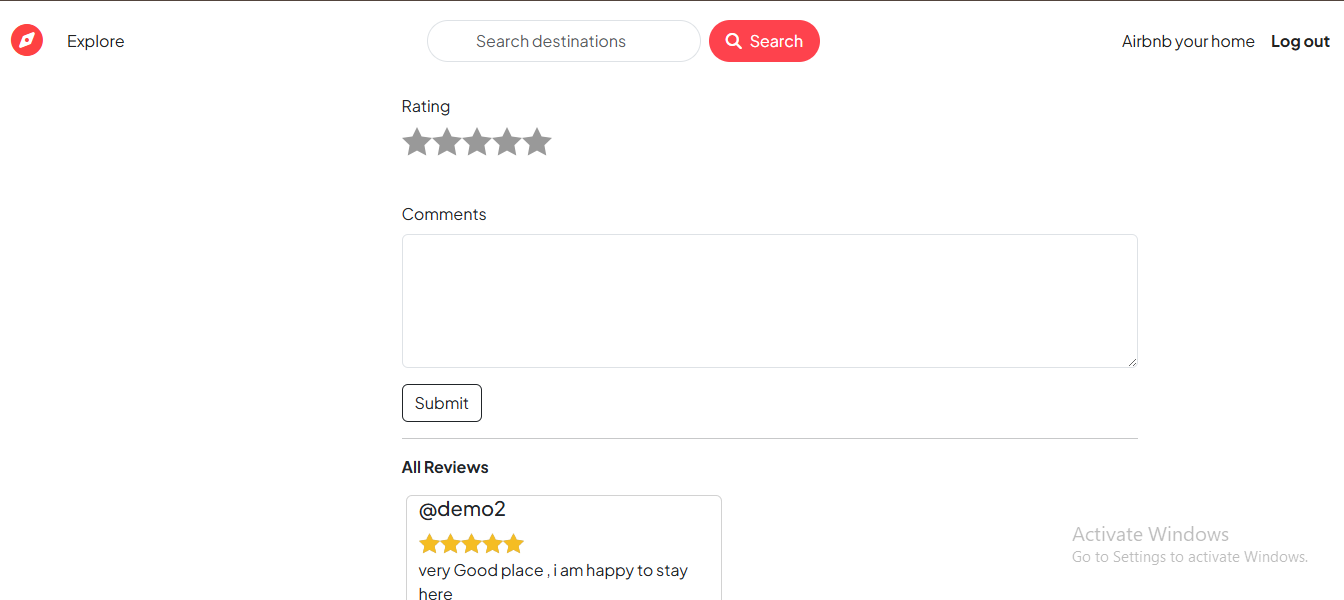 Explore
Search destinations
Search
Airbnb your home
Log out
Rating
Comments
Submit
All Reviews
@demo2
very Good place , i am happy to stay
here
Activate Windows
Go to Settings to activate Windows.